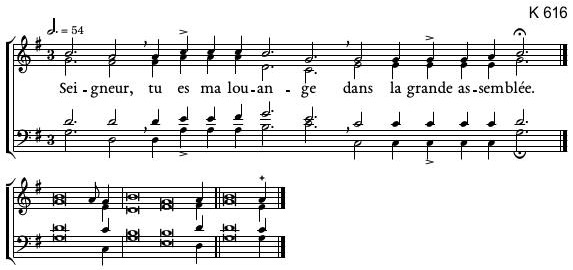 K 616
= 54
Sei - gneur, tu es ma lou - an - ge dans la grande as - semblée.